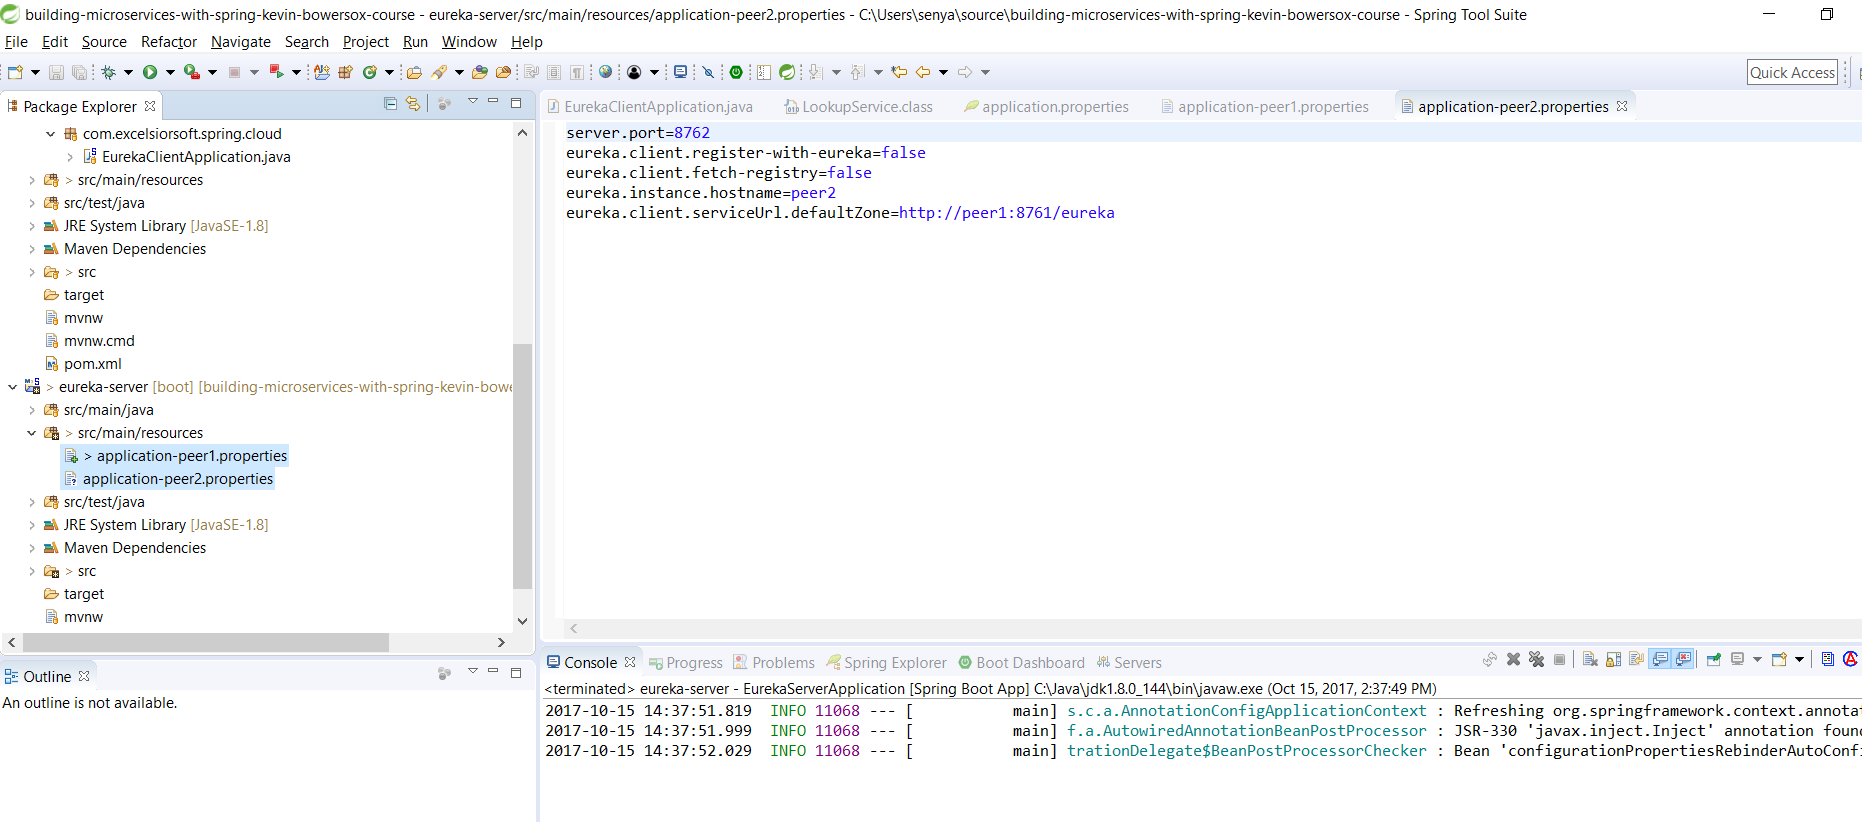 building-microservices-with-spring-kevin-bowersox-course - eureka-server/src/main/resources/application-peer2.properties - C:\Users\senya\source\building-microservices-with-spring-kevin-bowersox-course - Spring Tool Suite
File Edit Source Refactor Navigate Search Project Run Window Help
Quick Access
Package Explorer
com.excelsiorsoft.spring.cloud
EurekaClientApplication.java
> src/main/resources
src/test/java
JRE System Library [JavaSE-1.8]
Maven Dependencies
> src
target
mvnw
mvnw.cmd
pom.xml
> eureka-server [boot] [building-microservices-with-spring-kevin-bowe
src/main/java
> src/main/resources
> application-peer1.properties
application-peer2.properties
src/test/java
JRE System Library [JavaSE-1.8]
Maven Dependencies
> src
target
mvnw
Outline
An outline is not available.
EurekaClientApplication.java LookupService.class application.properties application-peer1.properties application-peer2.properties
server.port=8762
eureka.client.register-with-eureka=false
eureka.client.fetch-registry=false
eureka.instance.hostname=peer2
eureka.client.serviceUrl.defaultZone=http://peer1:8761/eureka
Console Progress Problems Spring Explorer Boot Dashboard Servers
<terminated> eureka-server - EurekaServerApplication [Spring Boot App] C:\Java\jdk1.8.0_144\bin\javaw.exe (Oct 15, 2017, 2:37:49 PM)
2017-10-15 14:37:51.819 INFO 11068 --- [ main] s.c.a.AnnotationConfigApplicationContext : Refreshing org.springframework.context.annota
2017-10-15 14:37:51.999 INFO 11068 --- [ main] f.a.AutowiredAnnotationBeanPostProcessor : JSR-330 'javax.inject.Inject' annotation foun
2017-10-15 14:37:52.029 INFO 11068 --- [ main] trationDelegate$BeanPostProcessorChecker : Bean 'configurationPropertiesRebinderAutoConf